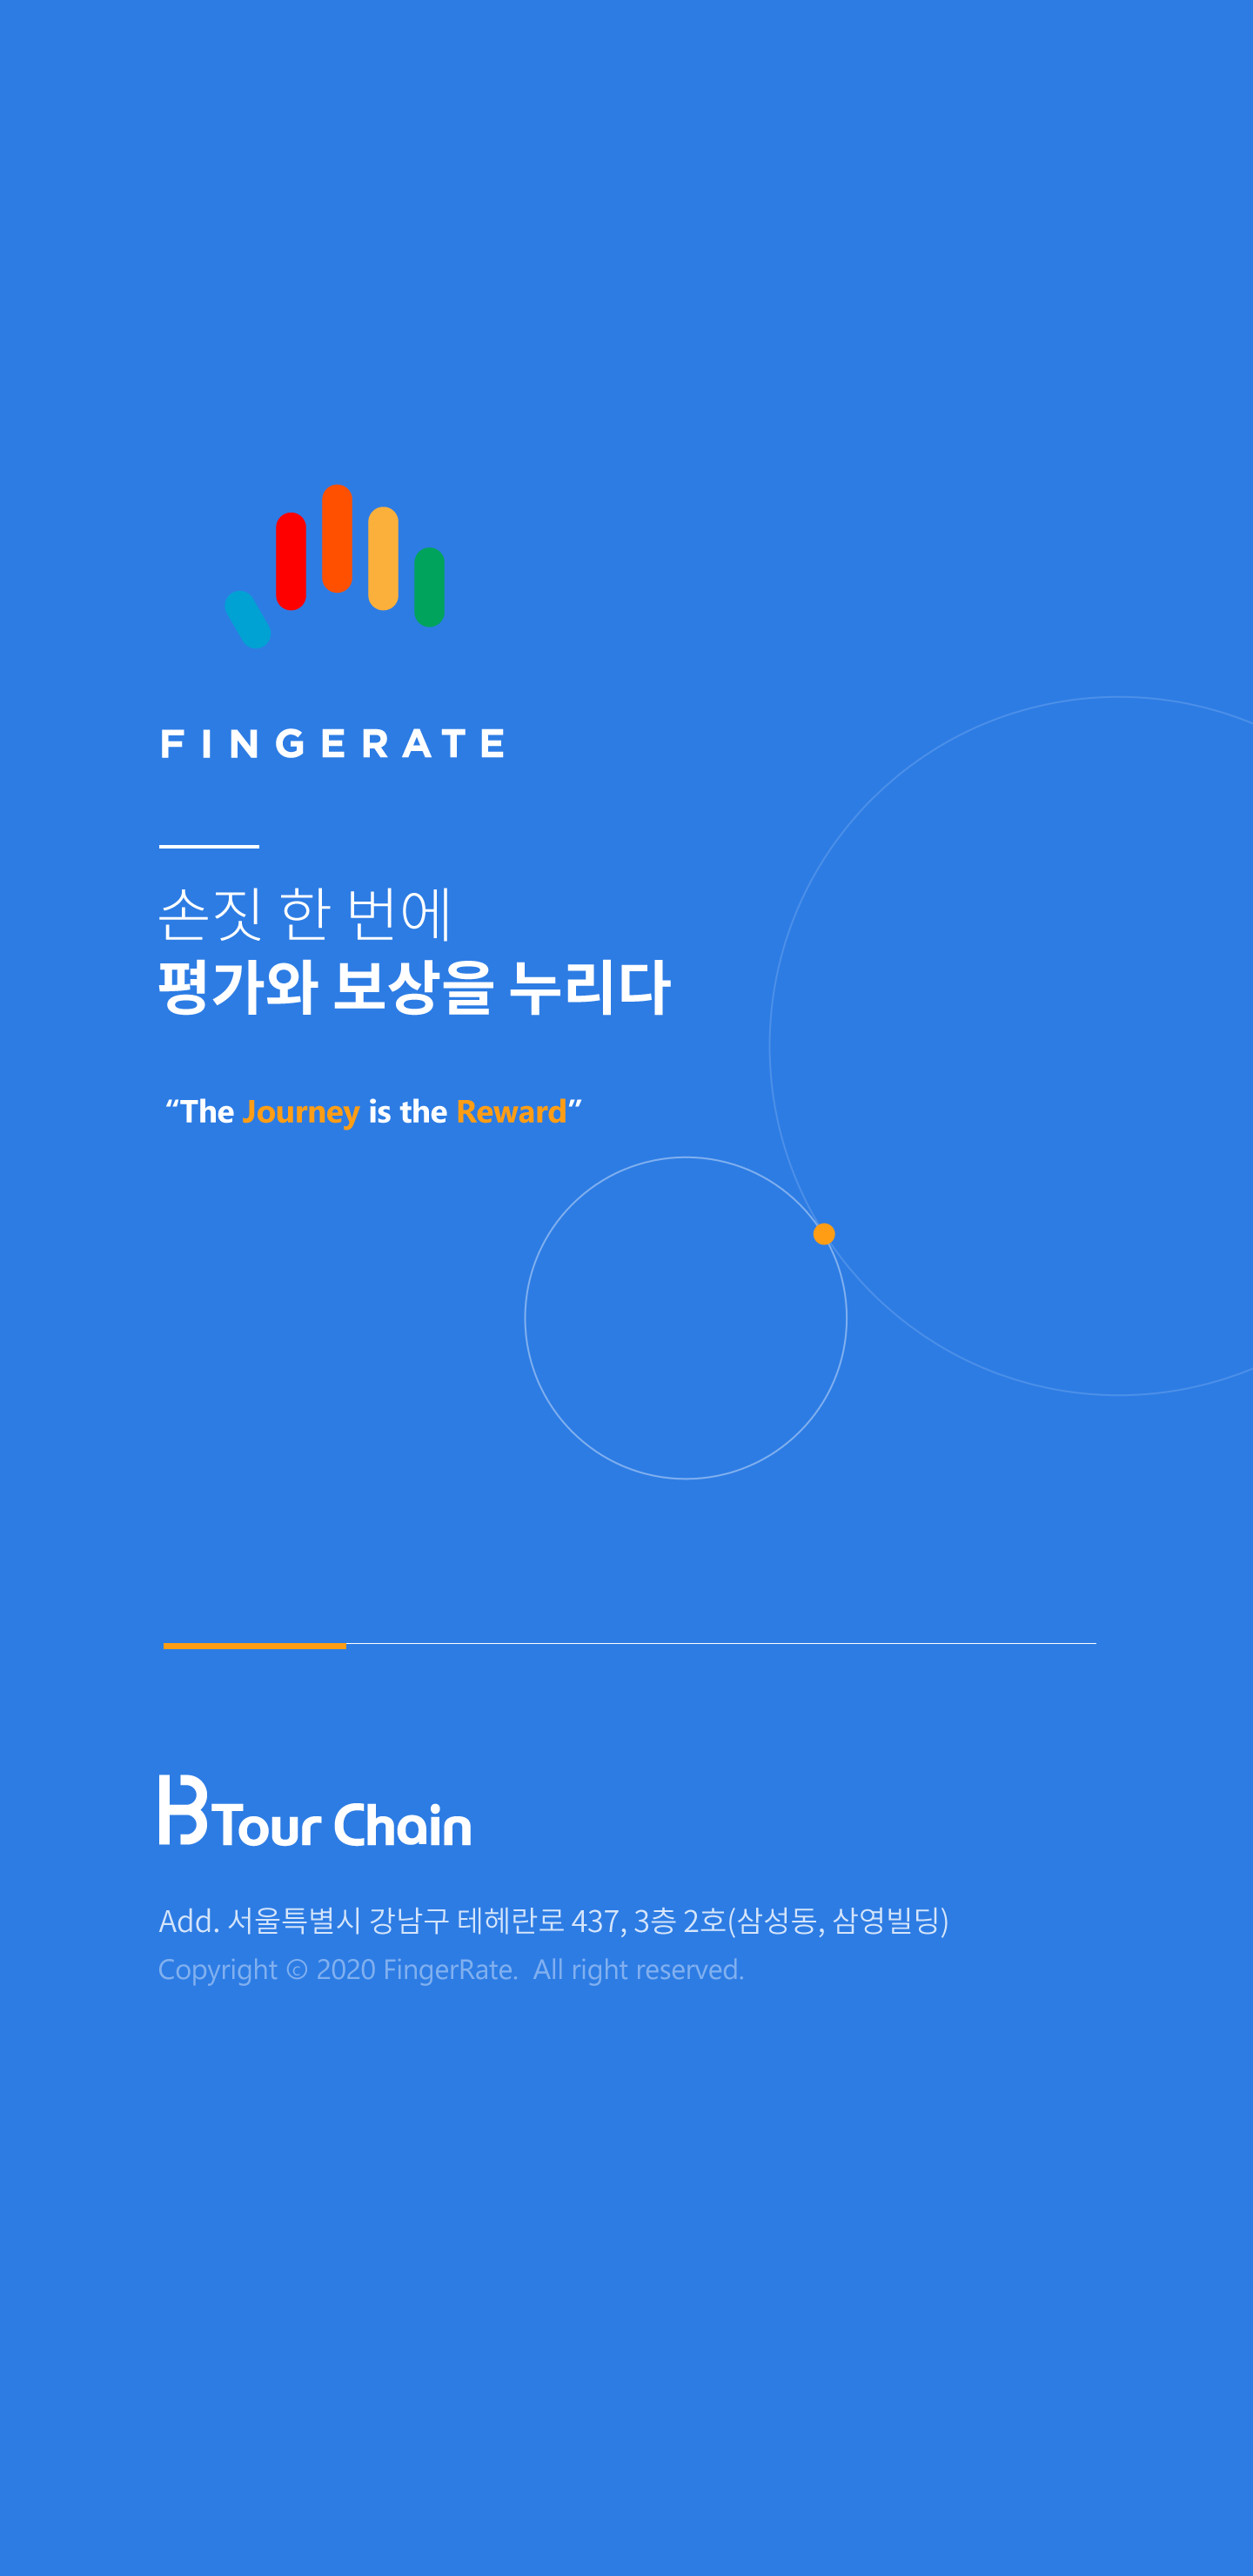 FINGERATE
손짓 한 번에
평가와 보상을 누리다
“The Journey is the Reward”
BTour Chain
Add. 서울특별시 강남구 테헤란로 437, 3층 2호(삼성동, 삼영빌딩)
Copyright © 2020 FingerRate. All right reserved.